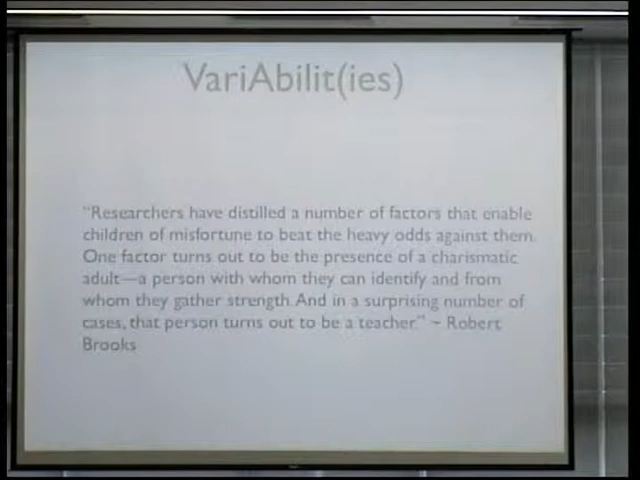 VariAbilit(ies)
“Researchers have distilled a number of factors that enable
children of misfortune to beat the heavy odds against them.
One factor turns out to be the presence of a charismatic
adult—a person with whom they can identify and from
whom they gather strength. And in a surprising number of
cases, that person turns out to be a teacher.” ~ Robert
Brooks